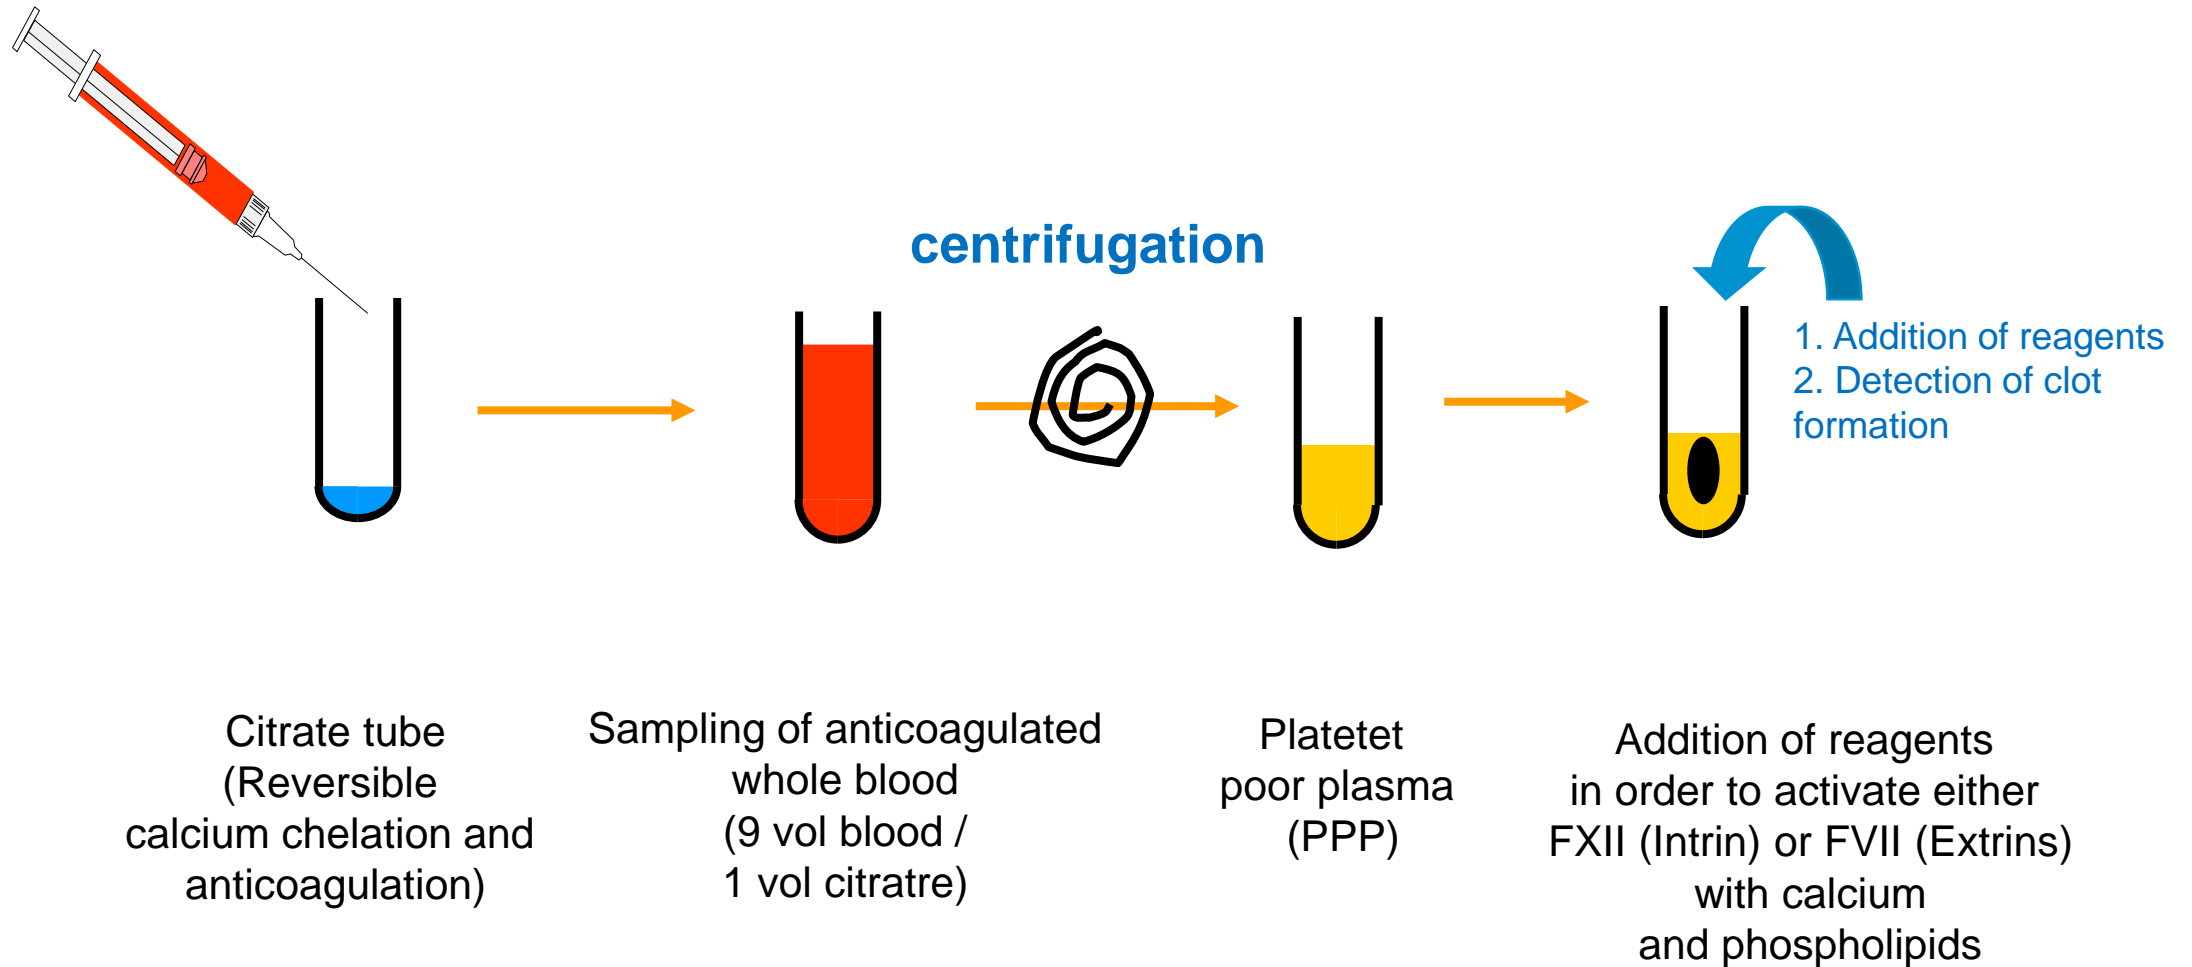 centrifugation
1. Addition of reagents
2. Detection of clot
formation
Citrate tube
(Reversible
calcium chelation and
anticoagulation)
Sampling of anticoagulated
whole blood
(9 vol blood /
1 vol citratre)
Platetet
poor plasma
(PPP)
Addition of reagents
in order to activate either
FXII (Intrin) or FVII (Extrins)
with calcium
and phospholipids